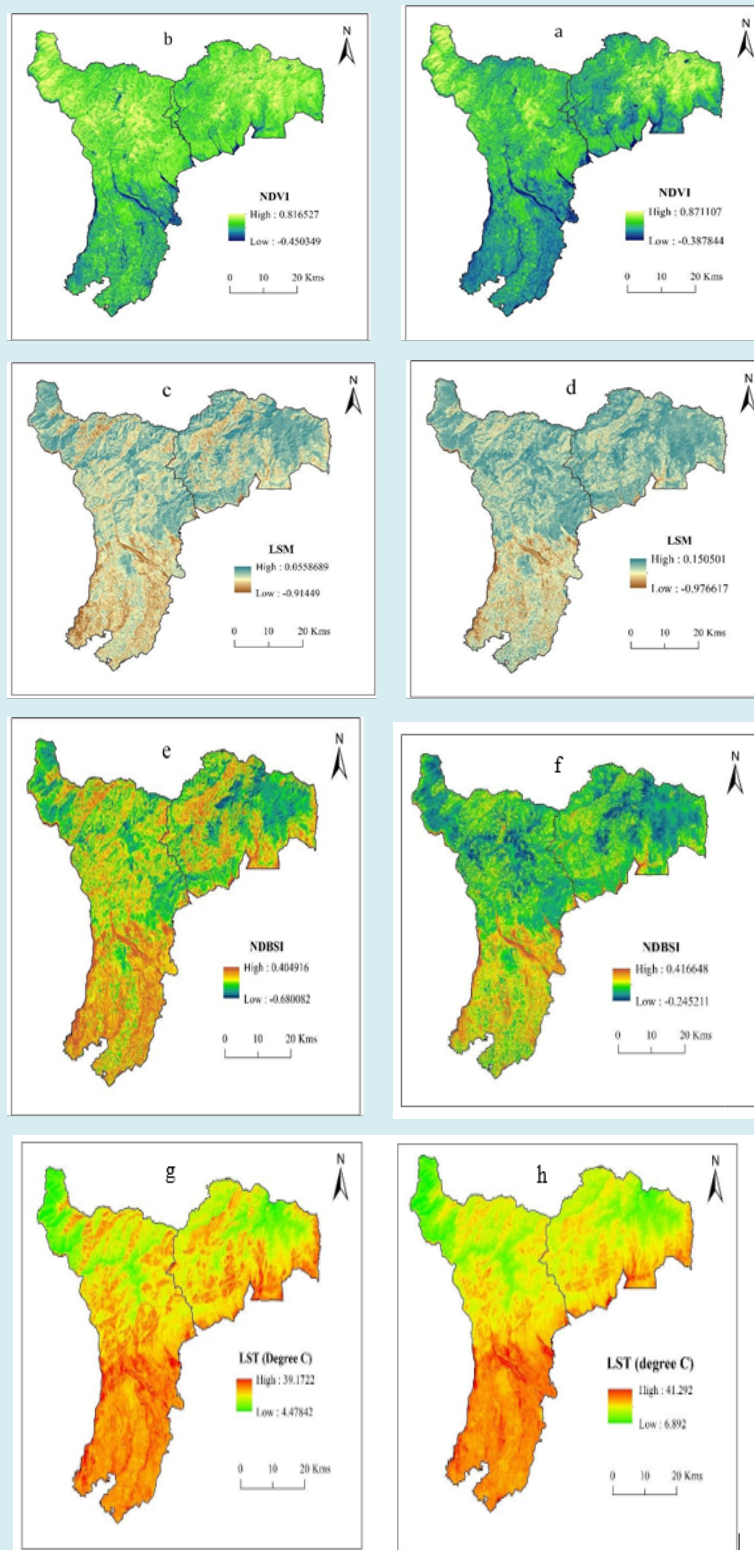 b
N
NDVI
High : 0.816527
Low : -0.450349
0 10 20 Kms
a
N
NDVI
High : 0.871107
Low : -0.387844
0 10 20 Kms
c
N
LSM
High : 0.0558689
Low : -0.91449
0 10 20 Kms
d
N
LSM
High : 0.150501
Low : -0.976617
0 10 20 Kms
e
N
NDBSI
High : 0.404916
Low : -0.680082
0 10 20 Kms
f
N
NDBSI
High : 0.416648
Low : -0.245211
0 10 20 Kms
g
N
LST (Degree C)
High : 39.1722
Low : 4.47842
0 10 20 Kms
h
N
LST (degree C)
High : 41.292
Low : 6.892
0 10 20 Kms